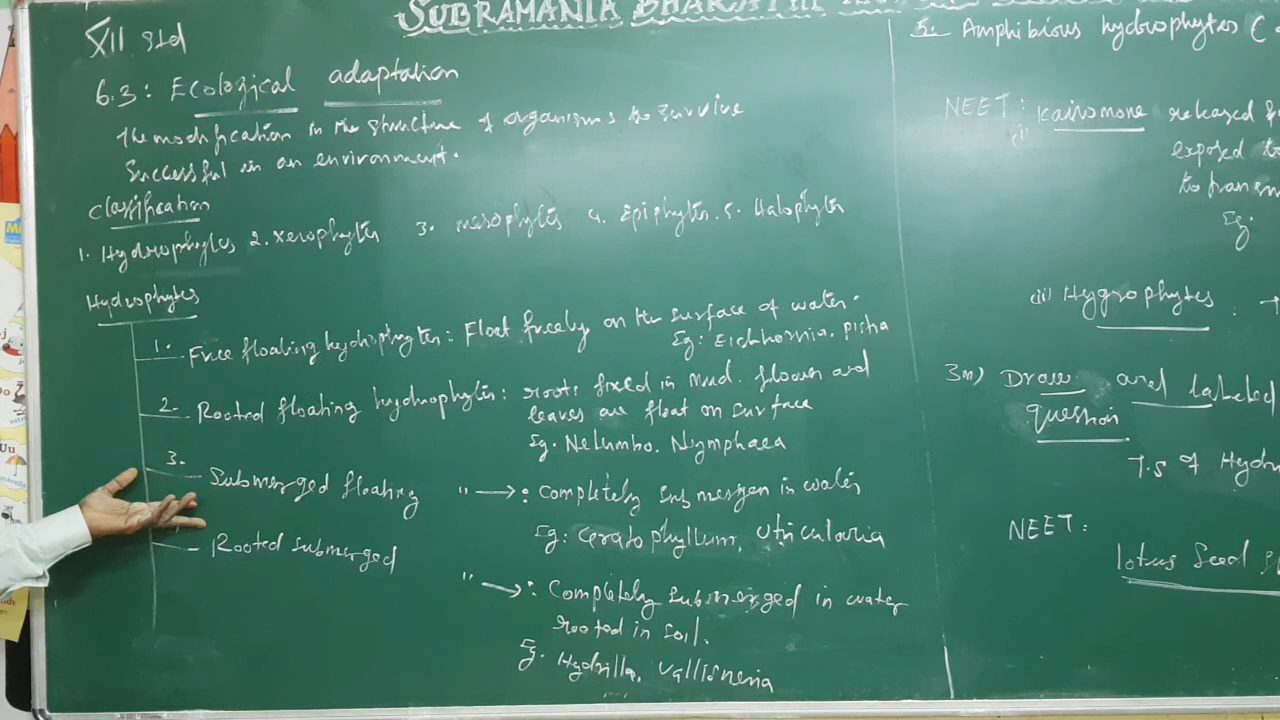 SUBRAMANIA BHARATHI
XII Std
6.3: Ecological adaptation
The modification in the structure of organisms to survive
Successful in an environment.
Classification
1. Hydrophytes 2. Xerophytes 3. mesophytes 4. Epiphytes. 5. Halophytes
Hydrophytes
1. Free floating hydrophytes: Float freely on the surface of water.
Eg: Eichhornia, Pistia
2. Rooted floating hydrophytes: roots fixed in mud. flower and
leaves are float on surface
Eg. Nelumbo, Nymphaea
3. Submerged floating " →: Completely submergen in water
Eg: Ceratophyllum, Utricularia
Rooted submerged " →: Completely submerged in water
rooted in soil.
Eg. Hydrilla, Vallisneria
5. Amphibious hydrophytes (
NEET: Kairomone released
(i)
exposed to
to
Eg:
(ii) Hygrophytes :
3m) Draw and labeled
question
T.S of Hydr
NEET:
lotus Seed